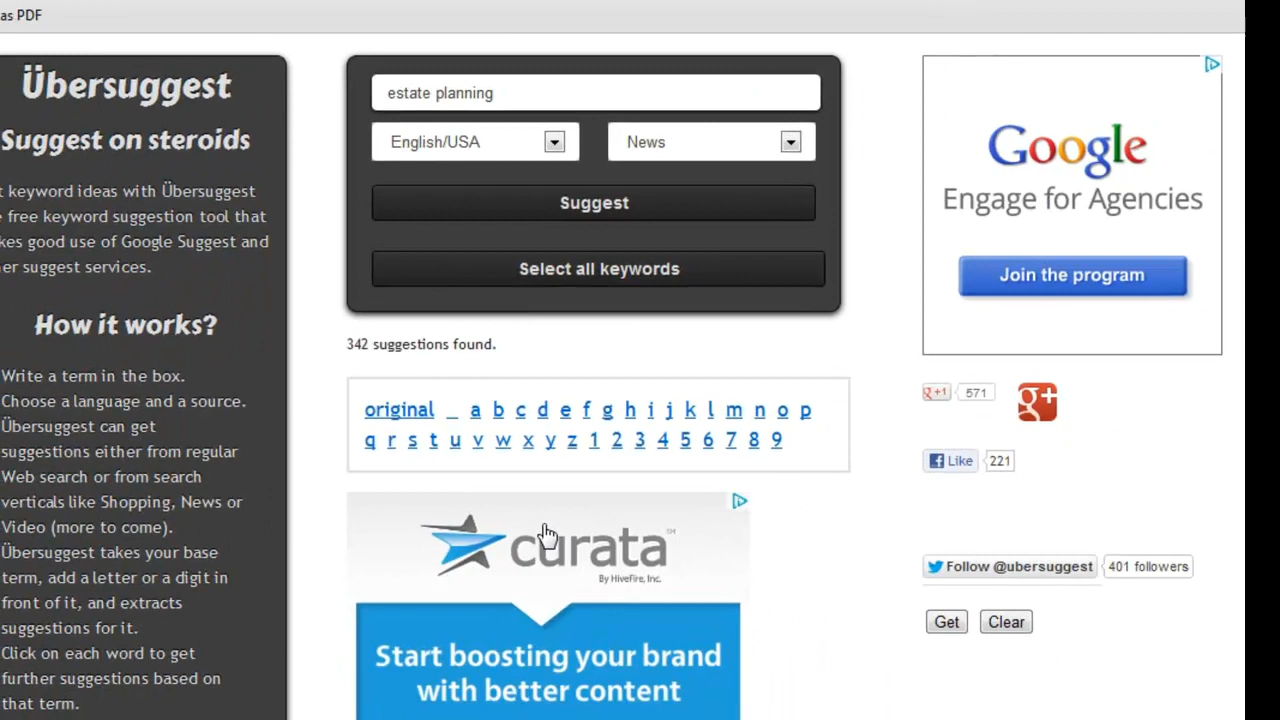 as PDF
Übersuggest
Suggest on steroids
keyword ideas with Übersuggest
free keyword suggestion tool that
good use of Google Suggest and
suggest services.
How it works?
Write a term in the box.
Choose a language and a source.
Übersuggest can get
suggestions either from regular
Web search or from search
verticals like Shopping, News or
Video (more to come).
Übersuggest takes your base
term, add a letter or a digit in
front of it, and extracts
suggestions for it.
Click on each word to get
further suggestions based on
that term.
estate planning
English/USA
News
Suggest
Select all keywords
342 suggestions found.
original _ a b c d e f g h i j k l m n o p
q r s t u v w x y z 1 2 3 4 5 6 7 8 9
curata
By HiveFire, Inc.
Start boosting your brand
with better content
Google
Engage for Agencies
Join the program
g +1 571
g+
Like 221
Follow @ubersuggest 401 followers
Get Clear